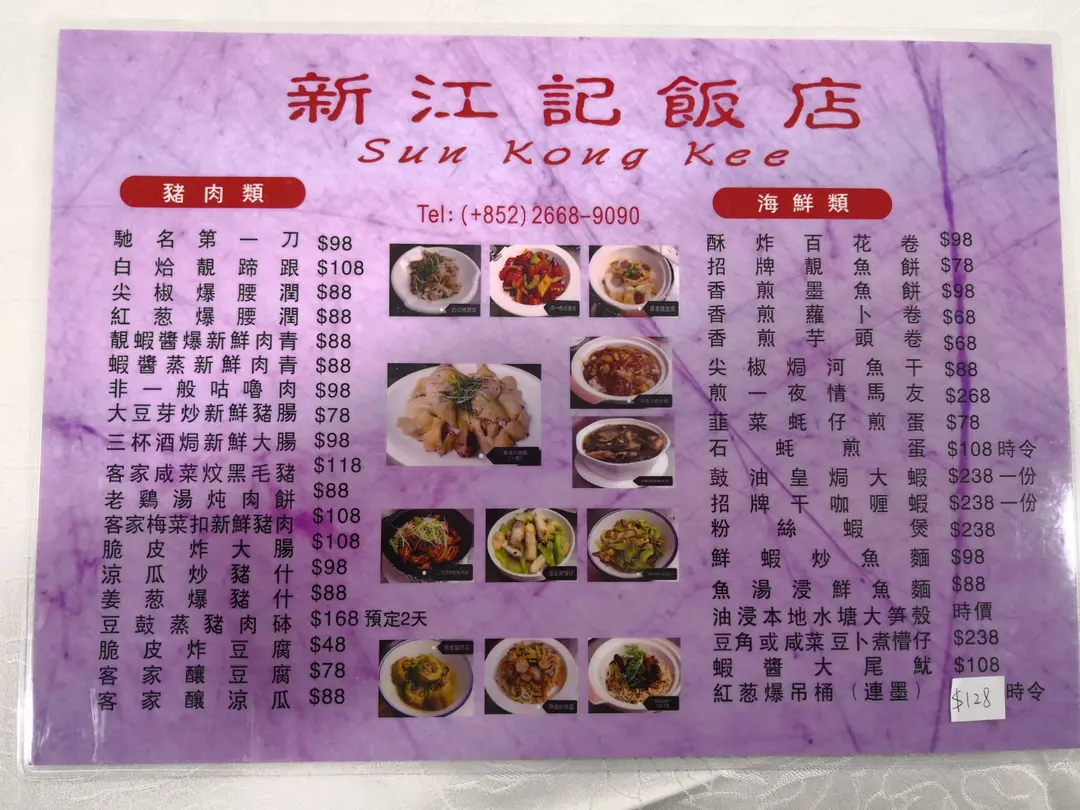 新江記飯店
Sun Kong Kee
Tel: (+852) 2668-9090
豬肉類
馳名第一刀 $98
白烚靚蹄跟 $108
尖椒爆腰潤 $88
紅葱爆腰潤 $88
靚蝦醬爆新鮮肉青 $88
蝦醬蒸新鮮肉青 $88
非一般咕嚕肉 $98
大豆芽炒新鮮豬腸 $78
三杯酒焗新鮮大腸 $98
客家咸菜炆黑毛豬 $118
老鷄湯炖肉餅 $88
客家梅菜扣新鮮豬肉 $108
脆皮炸大腸 $108
涼瓜炒豬什 $98
姜葱爆豬什 $88
豆鼓蒸豬肉砵 $168 預定2天
脆皮炸豆腐 $48
客家釀豆腐 $78
客家釀涼瓜 $88
海鮮類
酥炸百花卷 $98
招牌靚魚餅 $78
香煎墨魚餅 $98
香煎蘿卜卷 $68
香煎芋頭卷 $68
尖椒焗河魚干 $88
煎一夜情馬友 $268
韮菜蚝仔煎蛋 $78
石蚝煎蛋 $108 時令
鼓油皇焗大蝦 $238 一份
招牌干咖喱蝦 $238 一份
粉絲蝦煲 $238
鮮蝦炒魚麵 $98
魚湯浸鮮魚麵 $88
油浸本地水塘大笋殼 時價
豆角或咸菜豆卜煮懵仔 $238
蝦醬大尾魷 $108
紅葱爆吊桶（連墨） $128 時令